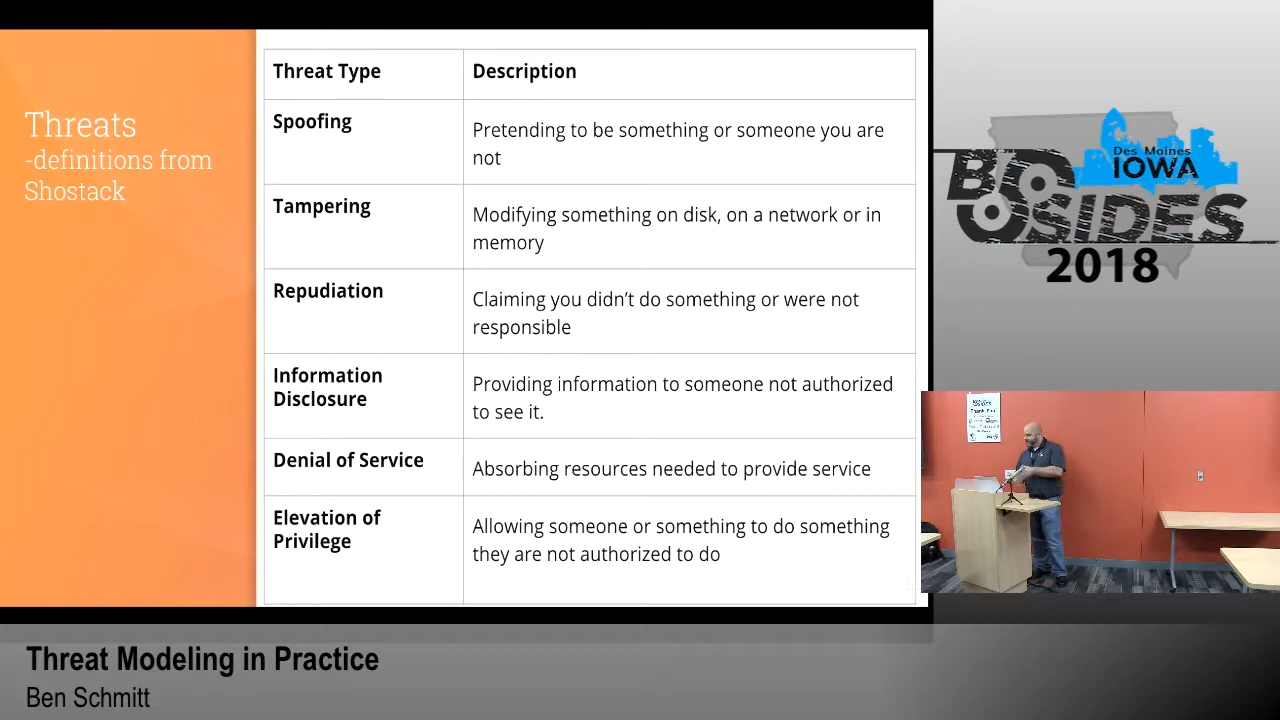 Threats
-definitions from
Shostack
Threat Type
Description
Spoofing
Pretending to be something or someone you are
not
Tampering
Modifying something on disk, on a network or in
memory
Repudiation
Claiming you didn't do something or were not
responsible
Information
Disclosure
Providing information to someone not authorized
to see it.
Denial of Service
Absorbing resources needed to provide service
Elevation of
Privilege
Allowing someone or something to do something
they are not authorized to do
Des Moines
IOWA
BSIDES
2018
Thank You!
Threat Modeling in Practice
Ben Schmitt